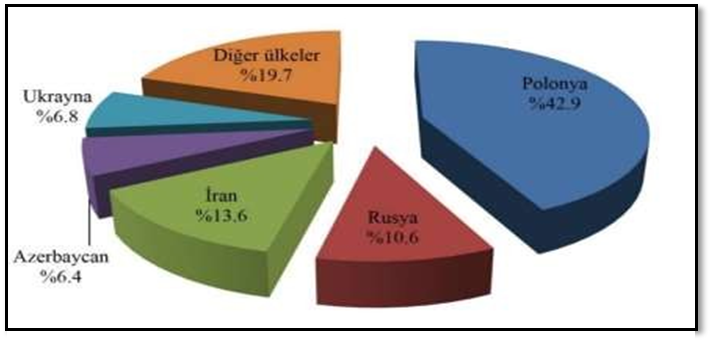 Diğer ülkeler
%19.7
Polonya
%42.9
Ukrayna
%6.8
İran
%13.6
Rusya
%10.6
Azerbaycan
%6.4